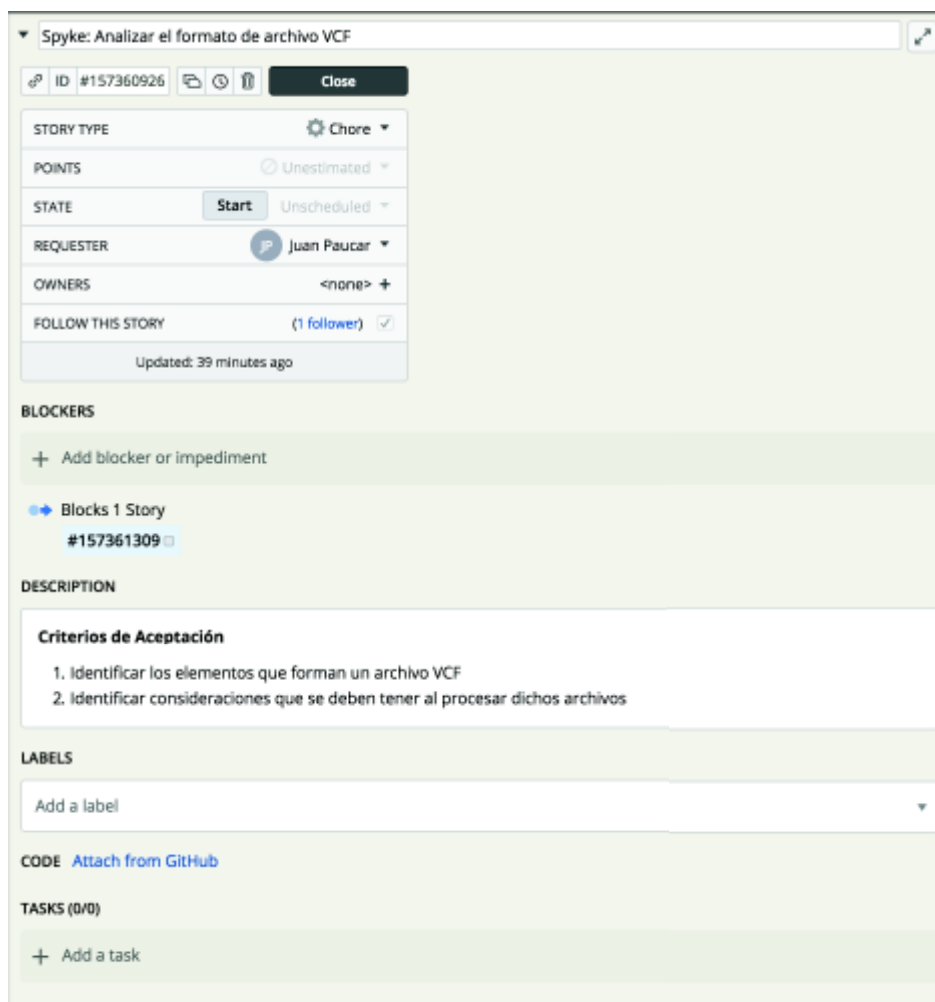 Spyke: Analizar el formato de archivo VCF
ID #157360926 Close
STORY TYPE Chore
POINTS Unestimated
STATE Start Unscheduled
REQUESTER JP Juan Paucar
OWNERS <none> +
FOLLOW THIS STORY (1 follower)
Updated: 39 minutes ago
BLOCKERS
+ Add blocker or impediment
Blocks 1 Story
#157361309
DESCRIPTION
Criterios de Aceptación
1. Identificar los elementos que forman un archivo VCF
2. Identificar consideraciones que se deben tener al procesar dichos archivos
LABELS
Add a label
CODE Attach from GitHub
TASKS (0/0)
+ Add a task